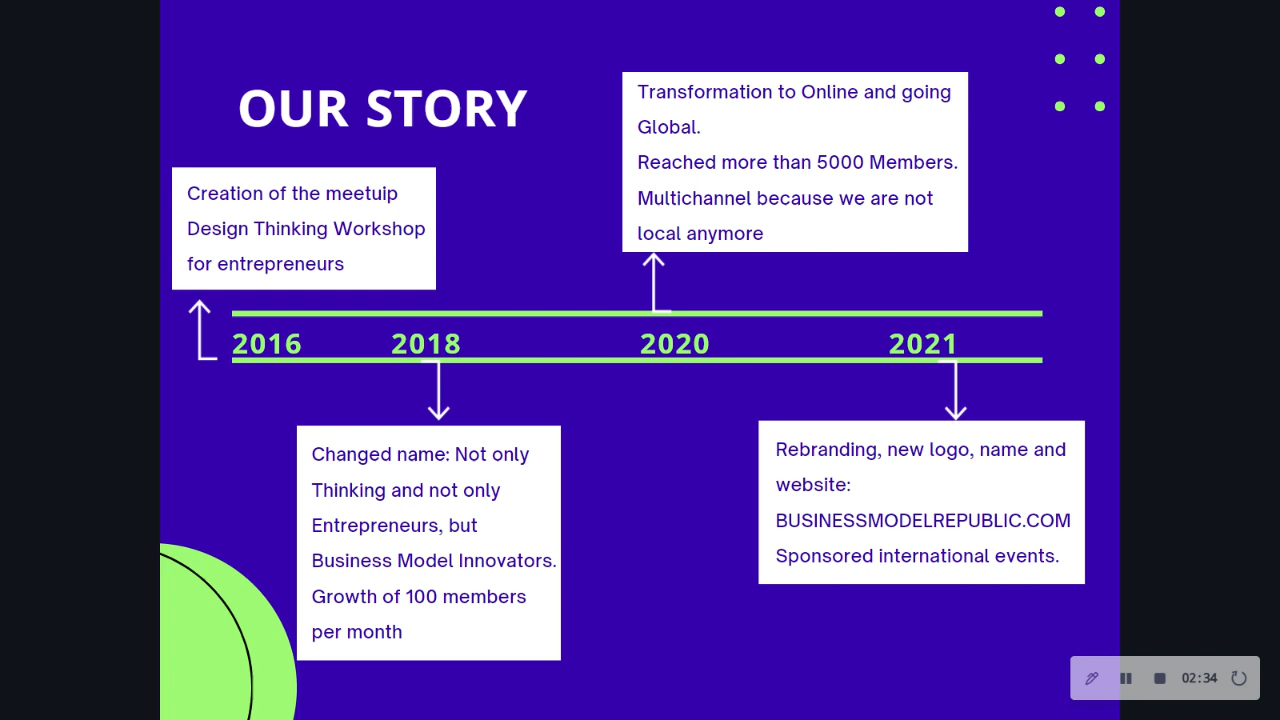 OUR STORY
Creation of the meetuip
Design Thinking Workshop
for entrepreneurs
Transformation to Online and going
Global.
Reached more than 5000 Members.
Multichannel because we are not
local anymore
2016
2018
2020
2021
Changed name: Not only
Thinking and not only
Entrepreneurs, but
Business Model Innovators.
Growth of 100 members
per month
Rebranding, new logo, name and
website:
BUSINESSMODELREPUBLIC.COM
Sponsored international events.
02:34